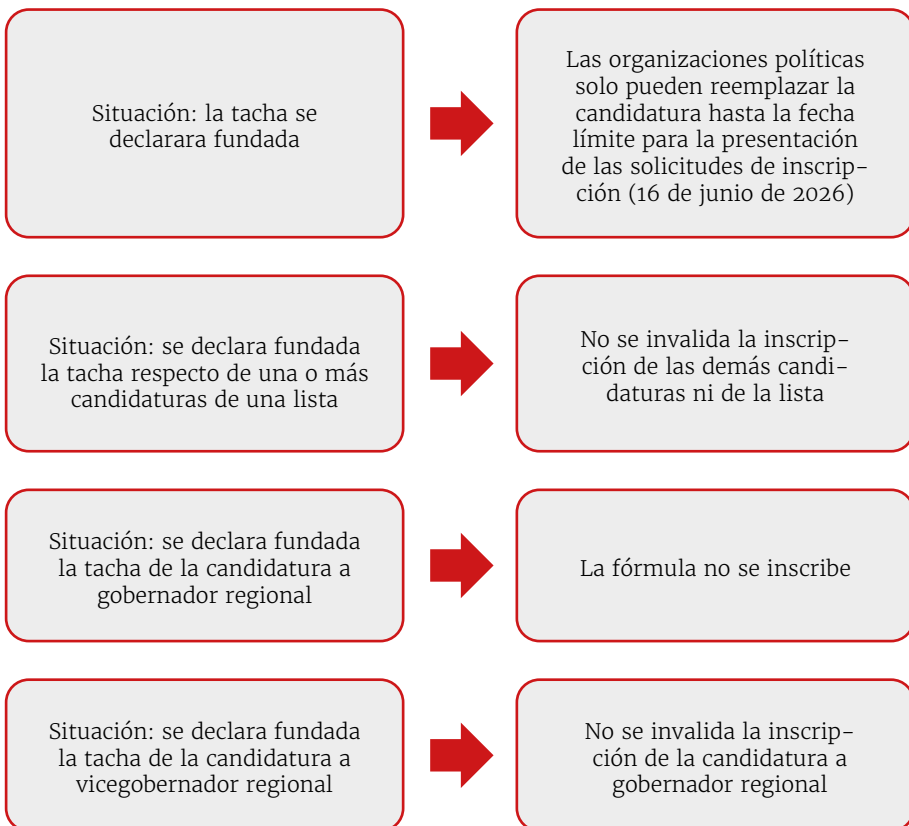 Situación: la tacha se
declarara fundada
Las organizaciones políticas
solo pueden reemplazar la
candidatura hasta la fecha
límite para la presentación
de las solicitudes de inscrip-
ción (16 de junio de 2026)
Situación: se declara fundada
la tacha respecto de una o más
candidaturas de una lista
No se invalida la inscrip-
ción de las demás candi-
daturas ni de la lista
Situación: se declara fundada
la tacha de la candidatura a
gobernador regional
La fórmula no se inscribe
Situación: se declara fundada
la tacha de la candidatura a
vicegobernador regional
No se invalida la inscrip-
ción de la candidatura a
gobernador regional